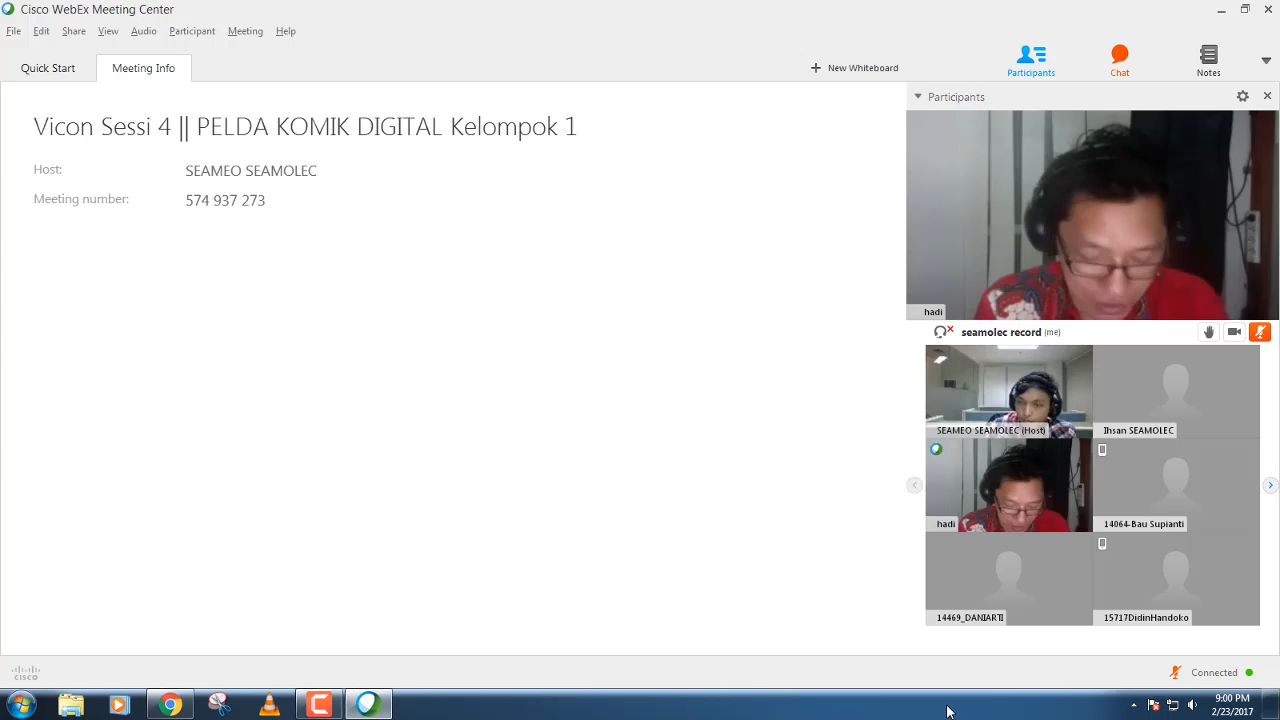 Cisco WebEx Meeting Center
File Edit Share View Audio Participant Meeting Help
Quick Start Meeting Info
New Whiteboard
Participants Chat Notes
Participants
Vicon Sessi 4 || PELDA KOMIK DIGITAL Kelompok 1
Host: SEAMEO SEAMOLEC
Meeting number: 574 937 273
hadi
seamolec record (me)
SEAMEO SEAMOLEC (Host) Ihsan SEAMOLEC
hadi 14064-Bau Supianti
14469_DANIARTI 15717DidinHandoko
cisco
Connected
9:00 PM
2/23/2017